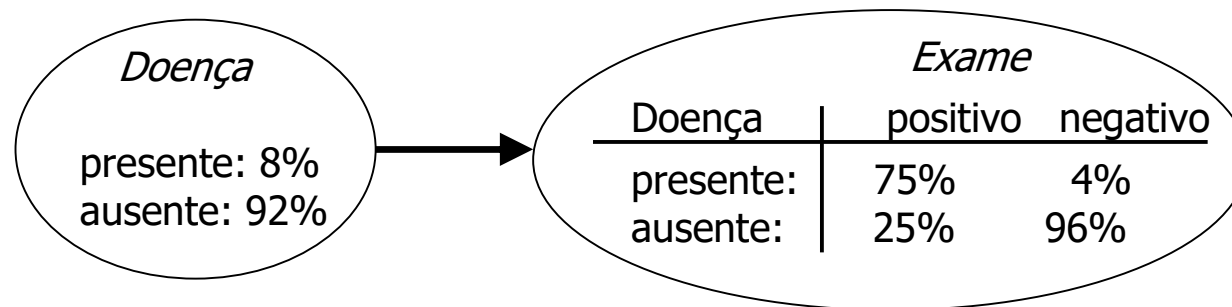 Doença
presente: 8%
ausente: 92%
Exame
Doença positivo negativo
presente: 75% 4%
ausente: 25% 96%